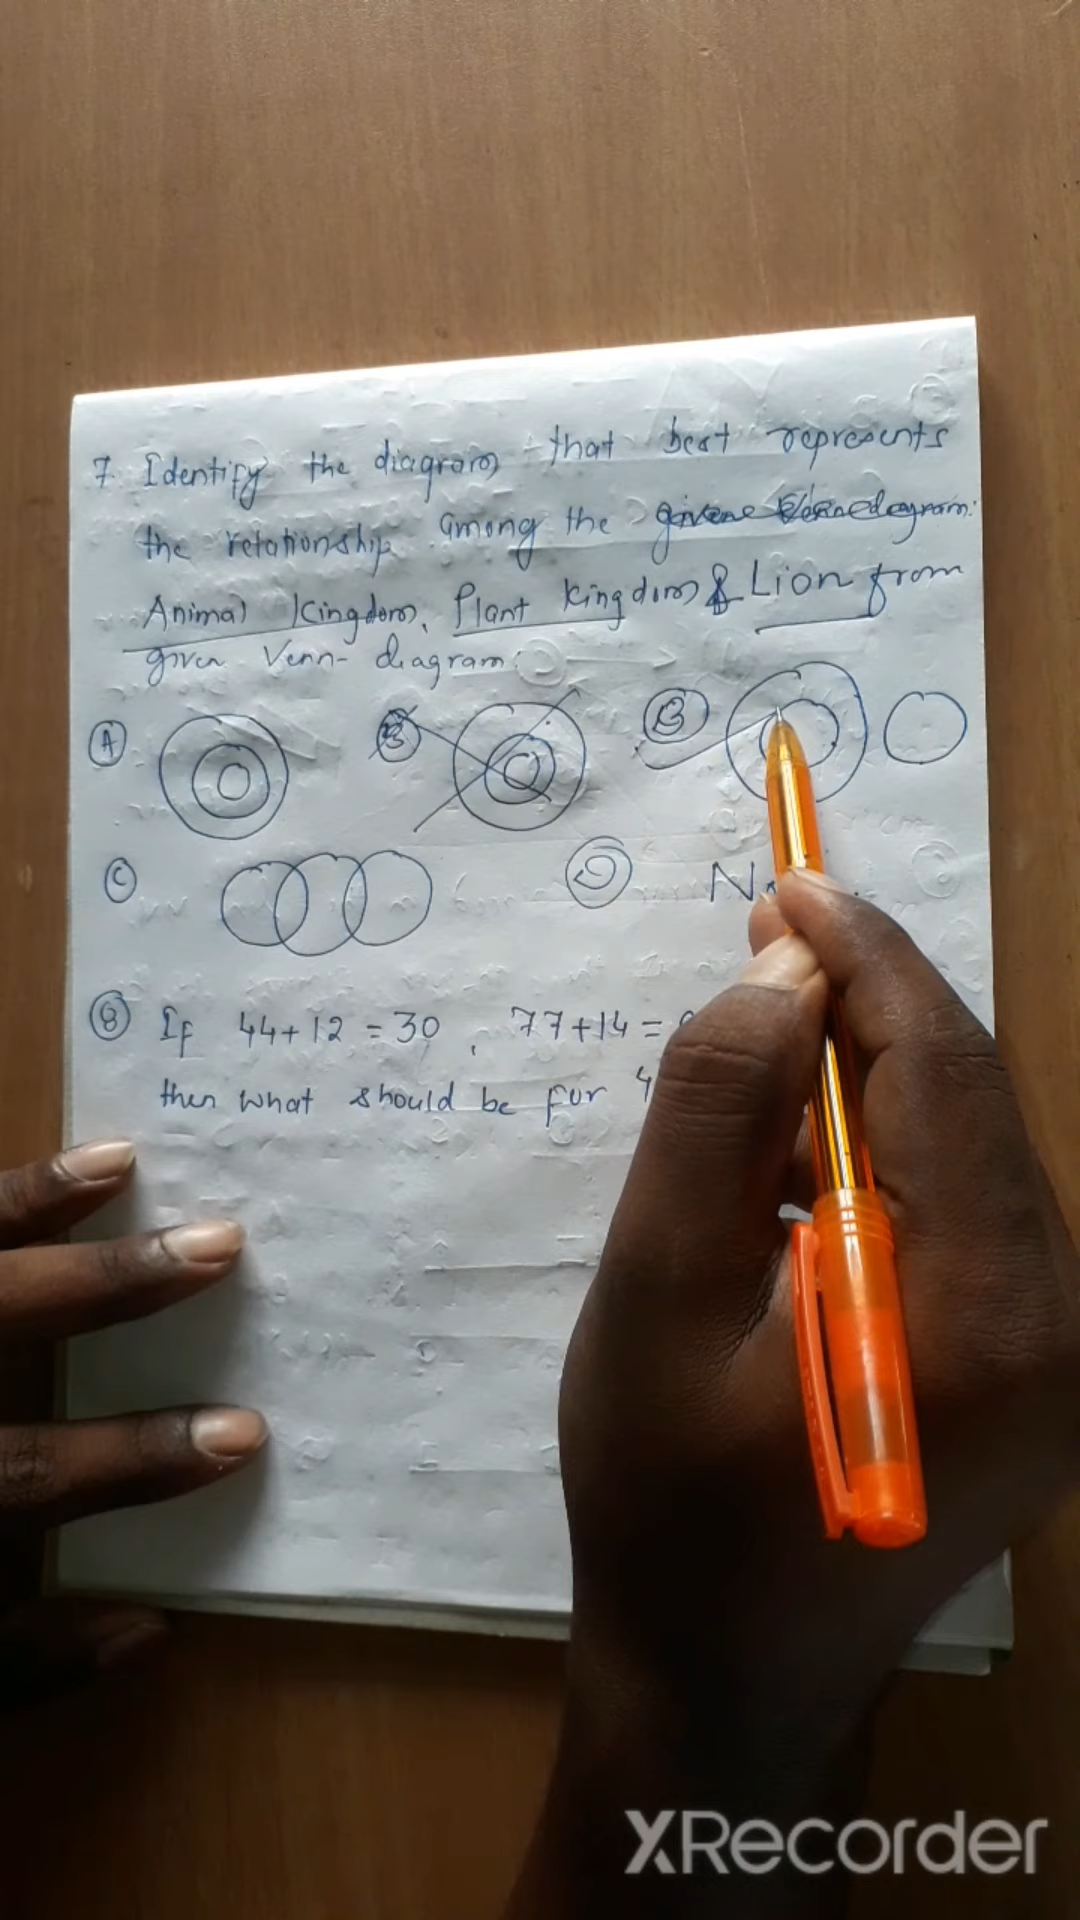 7. Identify the diagram that best represents
the relationship among the
Animal Kingdom, Plant kingdom & Lion from
given Venn-diagram:
A B B
C D
8 If 44+12 = 30, 77+14 =
then what should be for 4
XRecorder